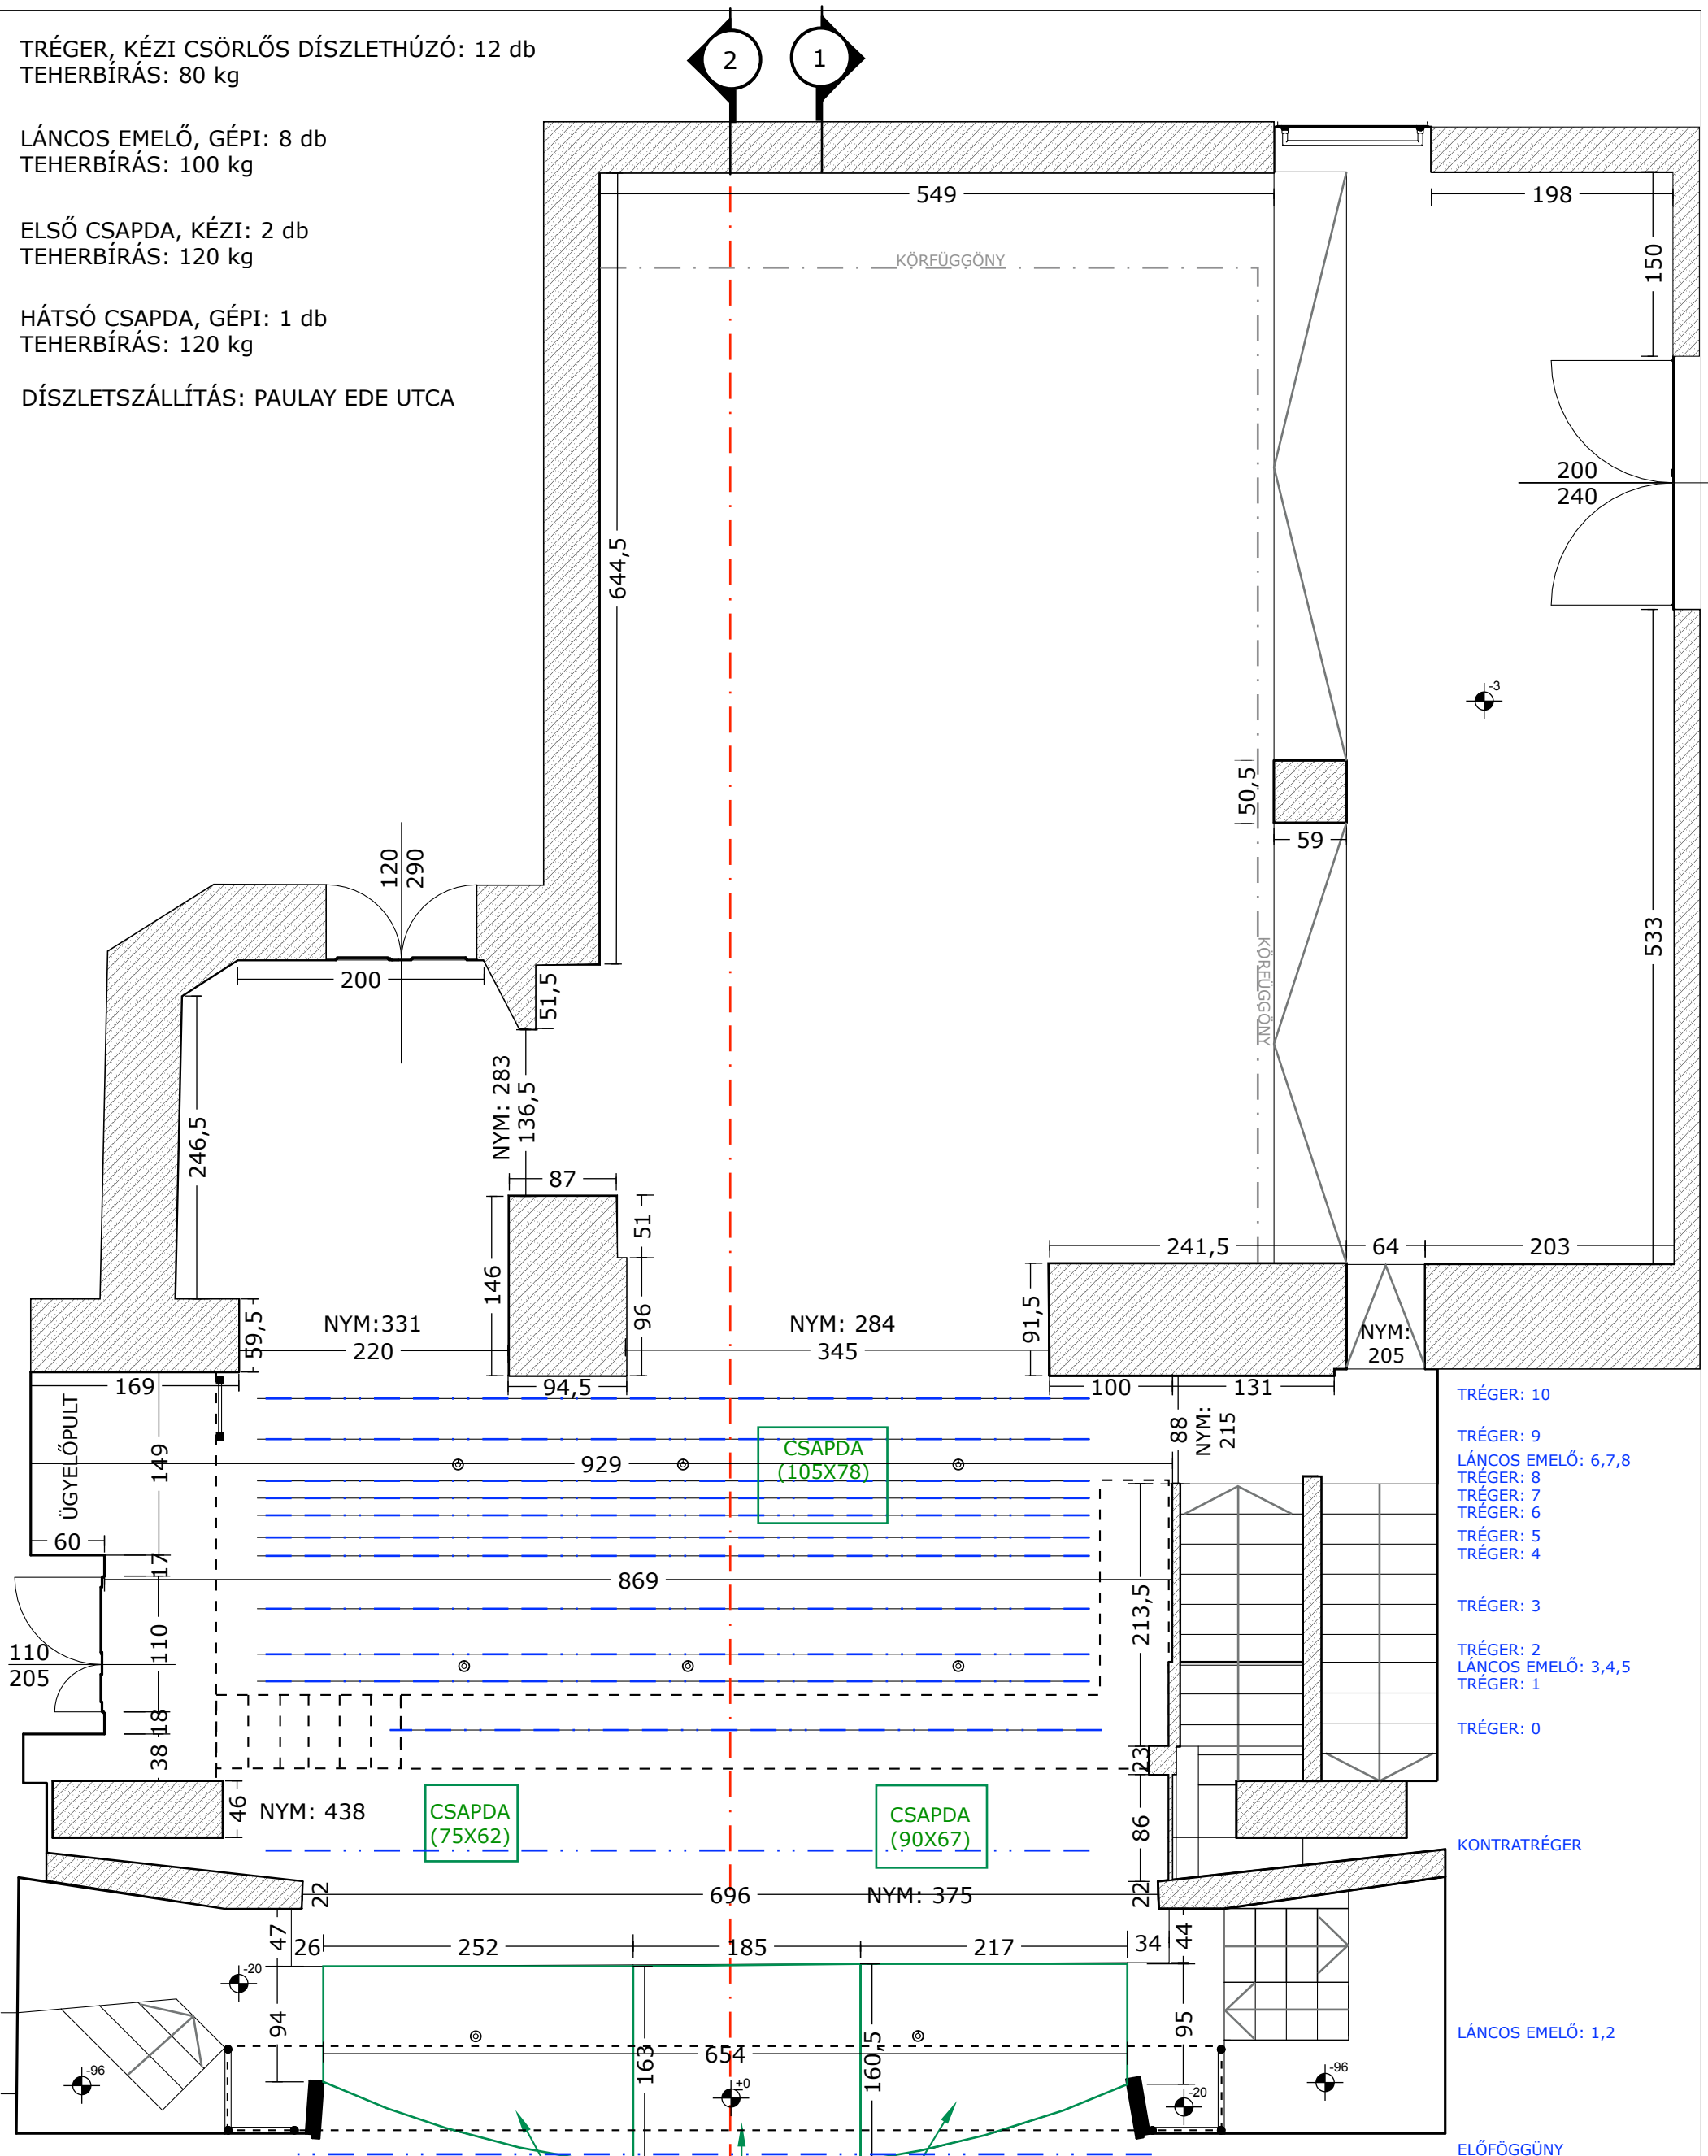 TRÉGER, KÉZI CSÖRLŐS DÍSZLETHÚZÓ: 12 db
TEHERBÍRÁS: 80 kg
LÁNCOS EMELŐ, GÉPI: 8 db
TEHERBÍRÁS: 100 kg
ELSŐ CSAPDA, KÉZI: 2 db
TEHERBÍRÁS: 120 kg
HÁTSÓ CSAPDA, GÉPI: 1 db
TEHERBÍRÁS: 120 kg
DÍSZLETSZÁLLÍTÁS: PAULAY EDE UTCA
2
1
549
198
150
KÖRFÜGGÖNY
200
240
644,5
-3
50,5
59
120
290
533
KÖRFÜGGÖNY
200
51,5
NYM: 283
136,5
246,5
87
51
146
96
241,5
64
203
59,5
NYM:331
220
NYM: 284
345
91,5
NYM:
205
169
94,5
100
131
TRÉGER: 10
ÜGYELŐPULT
149
88
NYM:
215
TRÉGER: 9
CSAPDA
(105X78)
929
LÁNCOS EMELŐ: 6,7,8
TRÉGER: 8
TRÉGER: 7
TRÉGER: 6
TRÉGER: 5
TRÉGER: 4
60
17
869
213,5
TRÉGER: 3
110
205
110
TRÉGER: 2
LÁNCOS EMELŐ: 3,4,5
TRÉGER: 1
18
TRÉGER: 0
38
23
46
NYM: 438
CSAPDA
(75X62)
CSAPDA
(90X67)
86
KONTRATRÉGER
22
696
NYM: 375
22
47
26
252
185
217
34
44
-20
94
95
LÁNCOS EMELŐ: 1,2
163
654
160,5
-96
±0
-20
-96
ELŐFÖGGÜNY